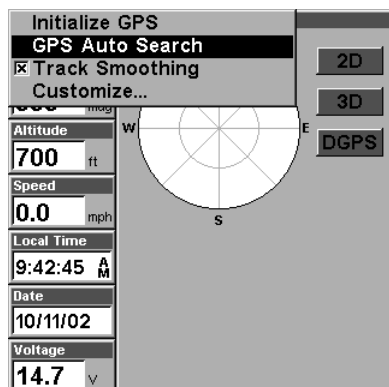 Initialize GPS
GPS Auto Search
Track Smoothing
Customize...
mag
Altitude
700 ft
Speed
0.0 mph
Local Time
9:42:45 AM
Date
10/11/02
Voltage
14.7 V
W
E
S
2D
3D
DGPS